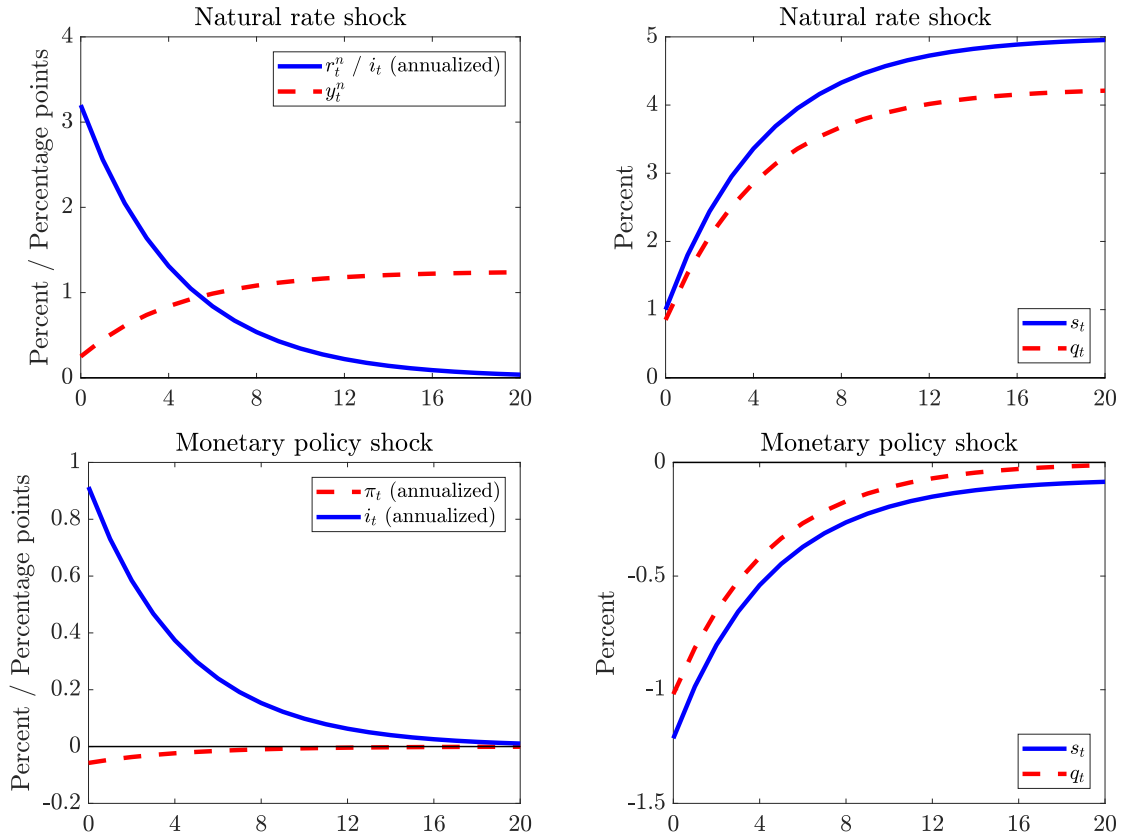 Natural rate shock
Percent / Percentage points
4
3
2
1
0
r_t^n / i_t (annualized)
y_t^n
0 4 8 12 16 20
Natural rate shock
Percent
5
4
3
2
1
0
s_t
q_t
0 4 8 12 16 20
Monetary policy shock
Percent / Percentage points
1
0.8
0.6
0.4
0.2
0
-0.2
π_t (annualized)
i_t (annualized)
0 4 8 12 16 20
Monetary policy shock
Percent
0
-0.5
-1
-1.5
s_t
q_t
0 4 8 12 16 20